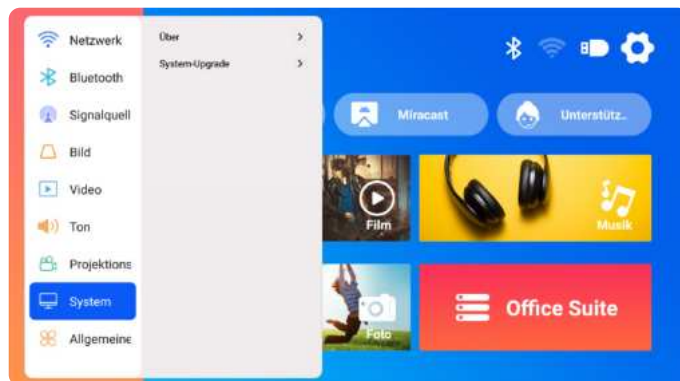 Netzwerk
Bluetooth
Signalquell
Bild
Video
Ton
Projektions
System
Allgemeine
Über
System-Upgrade
Miracast
Unterstütz..
Film
Musik
Foto
Office Suite